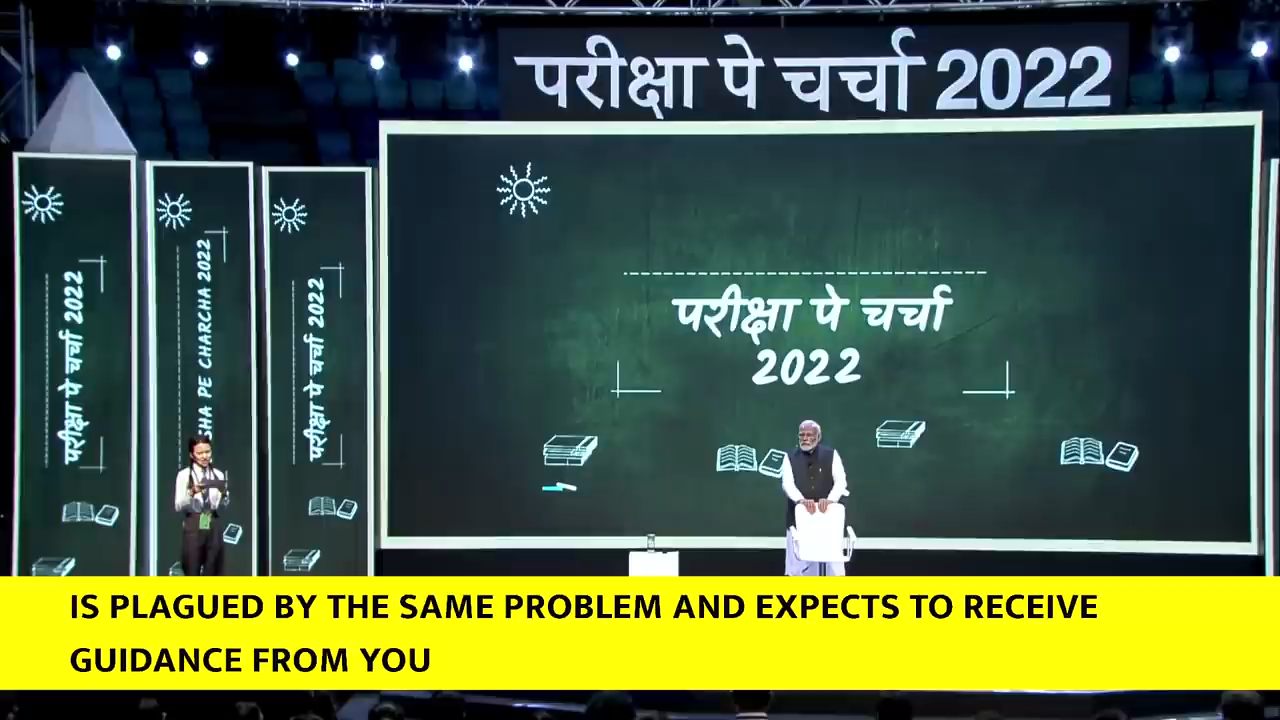 परीक्षा पे चर्चा 2022
परीक्षा पे चर्चा 2022
SHA PE CHARCHA 2022
परीक्षा पे चर्चा 2022
परीक्षा पे चर्चा
2022
IS PLAGUED BY THE SAME PROBLEM AND EXPECTS TO RECEIVE
GUIDANCE FROM YOU